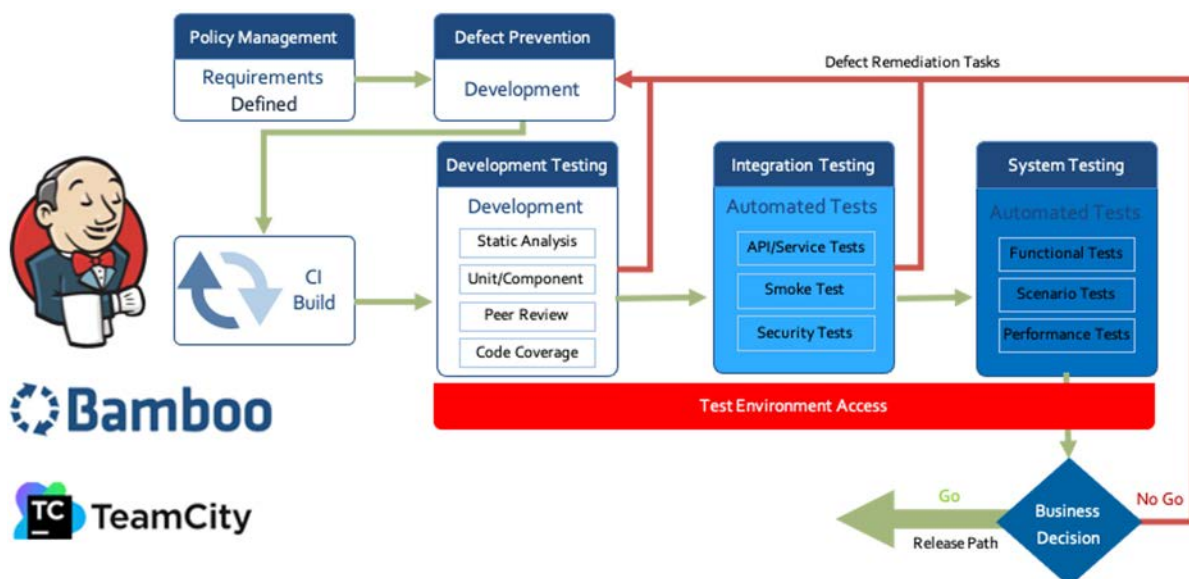 Policy Management
Requirements
Defined
Defect Prevention
Development
Defect Remediation Tasks
Development Testing
Development
Static Analysis
Unit/Component
Peer Review
Code Coverage
Integration Testing
Automated Tests
API/Service Tests
Smoke Test
Security Tests
System Testing
Automated Tests
Functional Tests
Scenario Tests
Performance Tests
CI
Build
Bamboo
Test Environment Access
TC
TeamCity
Go
Release Path
Business
Decision
No Go